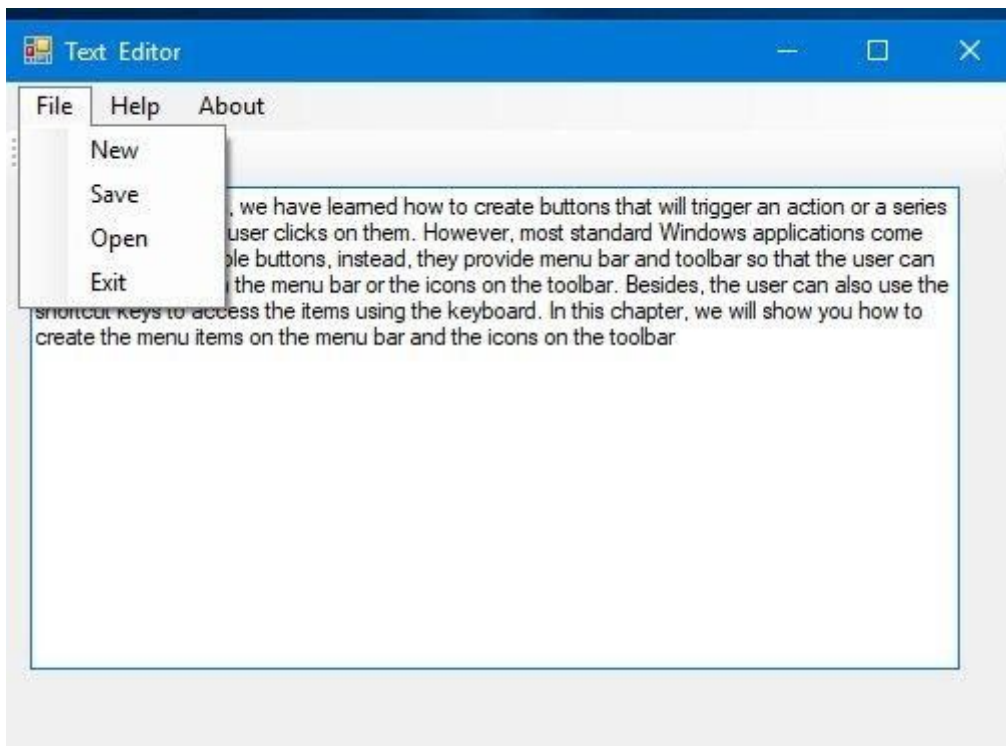 Text Editor
File Help About
New
Save
Open
Exit
, we have learned how to create buttons that will trigger an action or a series
user clicks on them. However, most standard Windows applications come
buttons, instead, they provide menu bar and toolbar so that the user can
the menu bar or the icons on the toolbar. Besides, the user can also use the
shortcut keys to access the items using the keyboard. In this chapter, we will show you how to
create the menu items on the menu bar and the icons on the toolbar